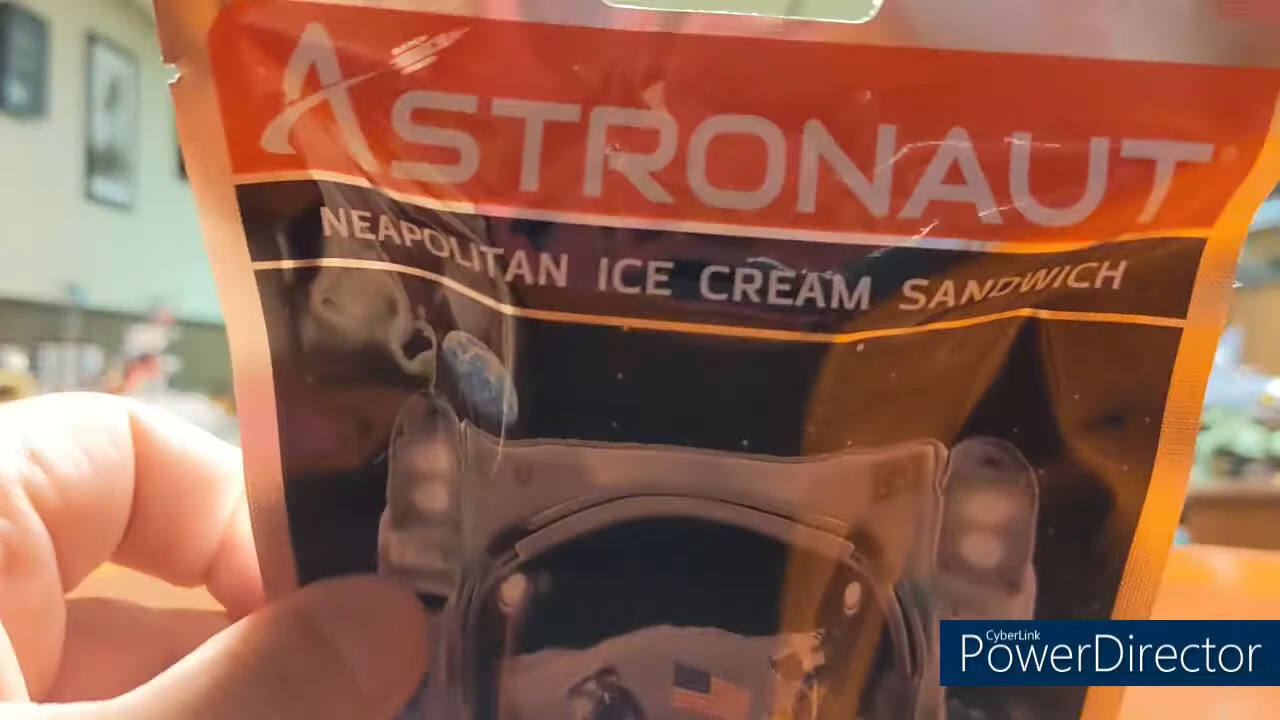 ASTRONAUT
NEAPOLITAN ICE CREAM SANDWICH
CyberLink
PowerDirector